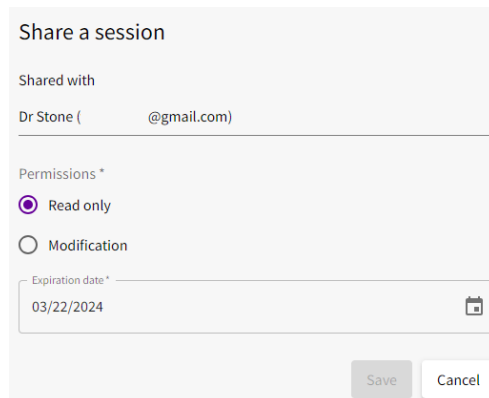 Share a session
Shared with
Dr Stone ( @gmail.com)
Permissions *
Read only
Modification
Expiration date *
03/22/2024
Save Cancel